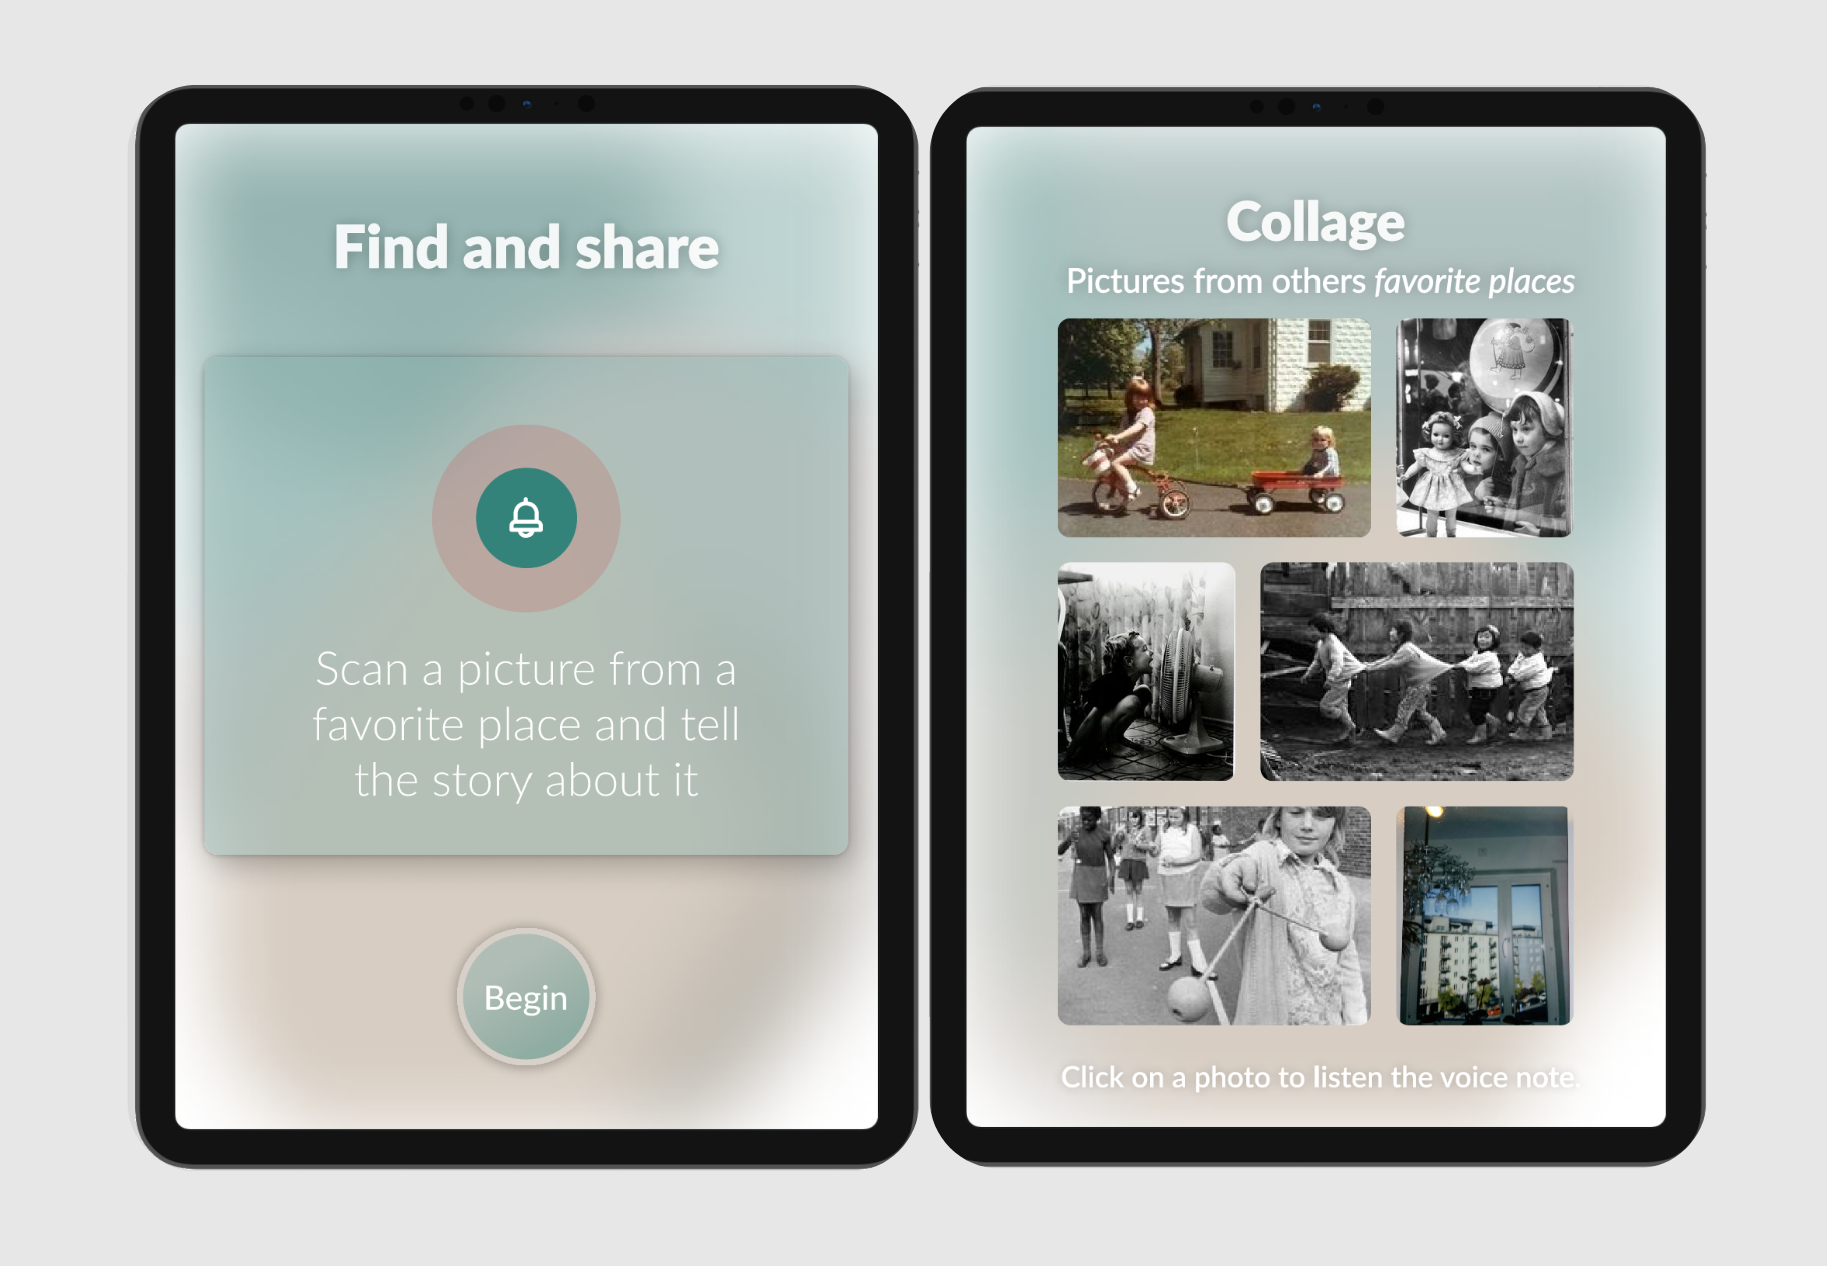 Find and share
Scan a picture from a
favorite place and tell
the story about it
Begin
Collage
Pictures from others favorite places
Click on a photo to listen the voice note.